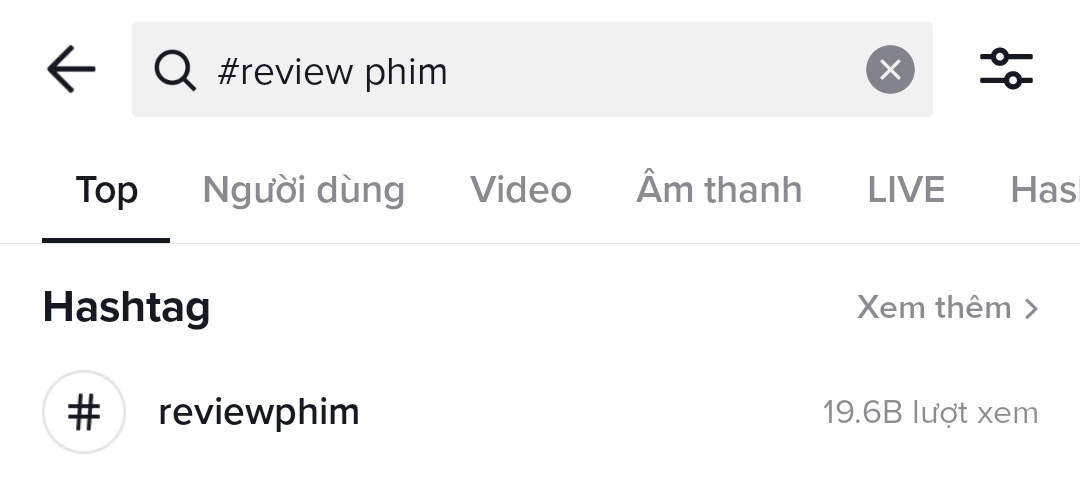 #review phim
Top Người dùng Video Âm thanh LIVE
Hashtag Xem thêm
# reviewphim 19.6B lượt xem